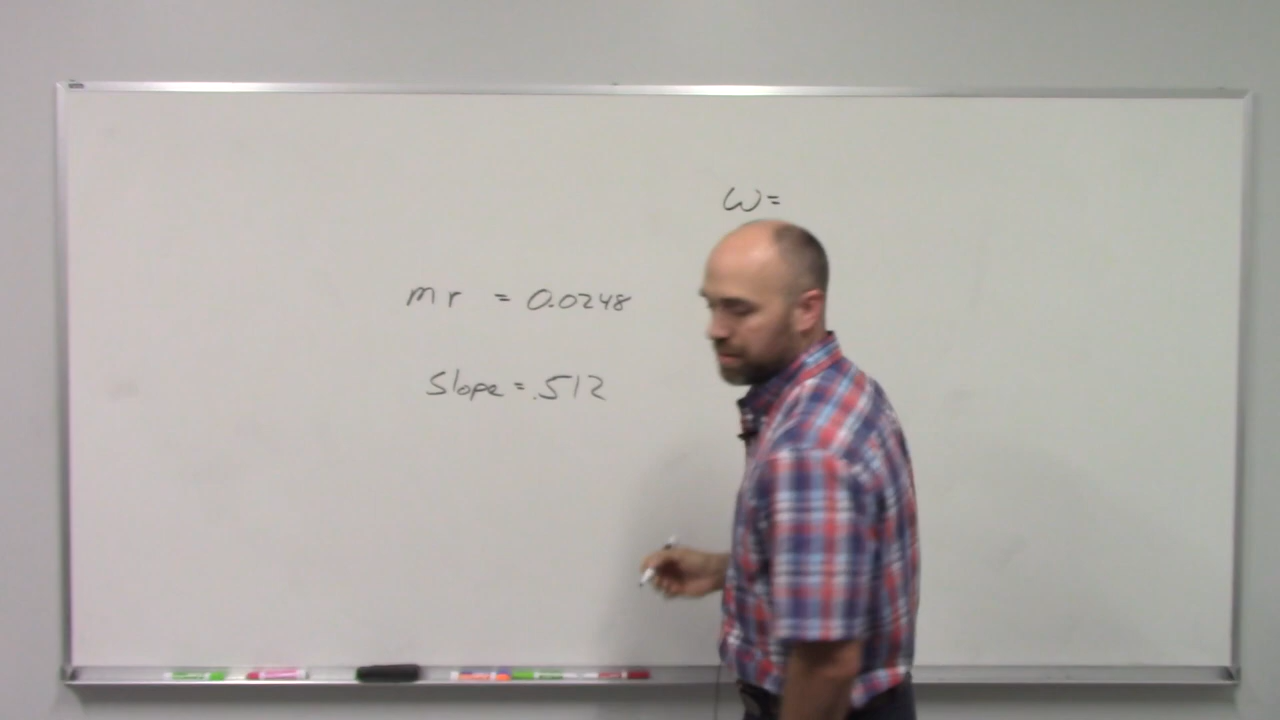 ω=
mr = 0.0248
Slope = .512